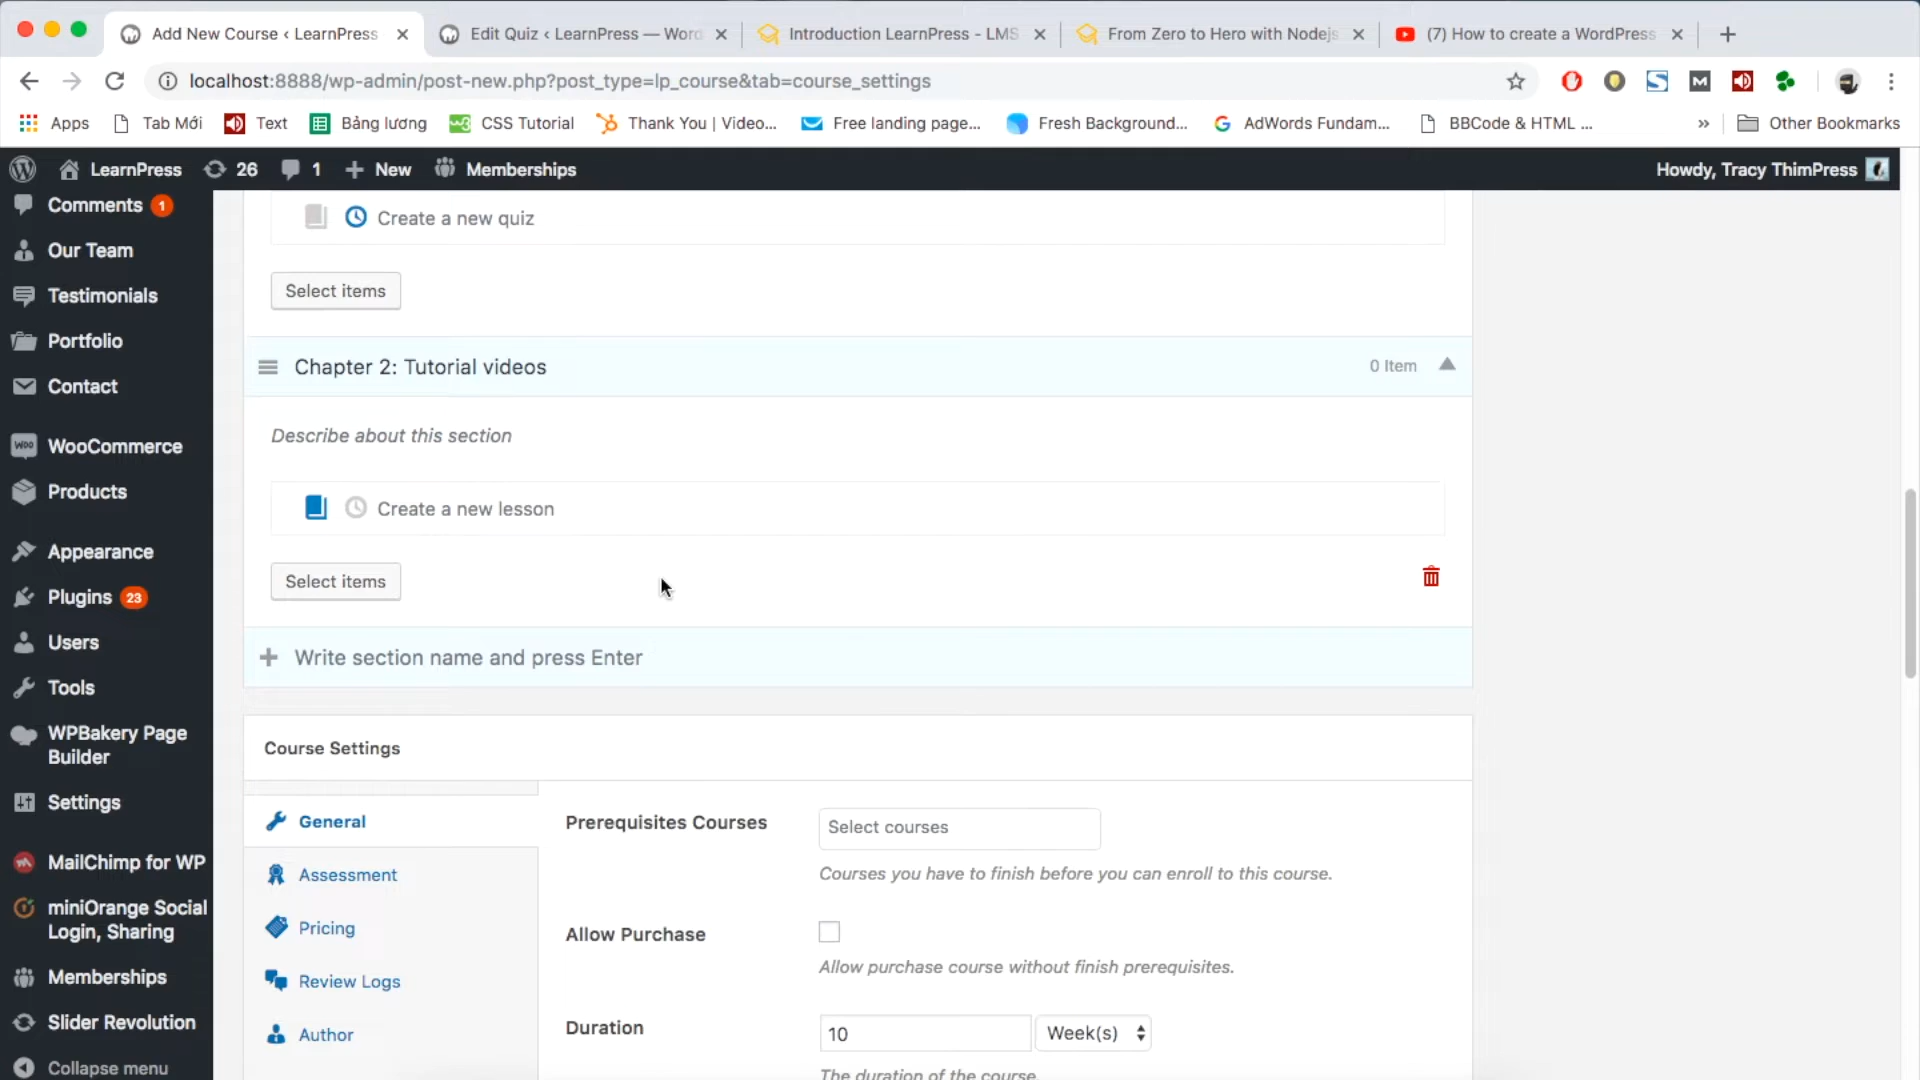 Add New Course ‹ LearnPress
Edit Quiz ‹ LearnPress — Word
Introduction LearnPress - LMS
From Zero to Hero with Nodejs
(7) How to create a WordPress
localhost:8888/wp-admin/post-new.php?post_type=lp_course&tab=course_settings
Apps
Tab Mới
Text
Bảng lương
CSS Tutorial
Thank You | Video...
Free landing page...
Fresh Background...
AdWords Fundam...
BBCode & HTML ...
»
Other Bookmarks
LearnPress
26
1
New
Memberships
Howdy, Tracy ThimPress
Comments 1
Our Team
Testimonials
Portfolio
Contact
WooCommerce
Products
Appearance
Plugins 23
Users
Tools
WPBakery Page
Builder
Settings
MailChimp for WP
miniOrange Social
Login, Sharing
Memberships
Slider Revolution
Collapse menu
Create a new quiz
Select items
Chapter 2: Tutorial videos
0 Item
Describe about this section
Create a new lesson
Select items
Write section name and press Enter
Course Settings
General
Assessment
Pricing
Review Logs
Author
Prerequisites Courses
Select courses
Courses you have to finish before you can enroll to this course.
Allow Purchase
Allow purchase course without finish prerequisites.
Duration
10
Week(s)
The duration of the course.